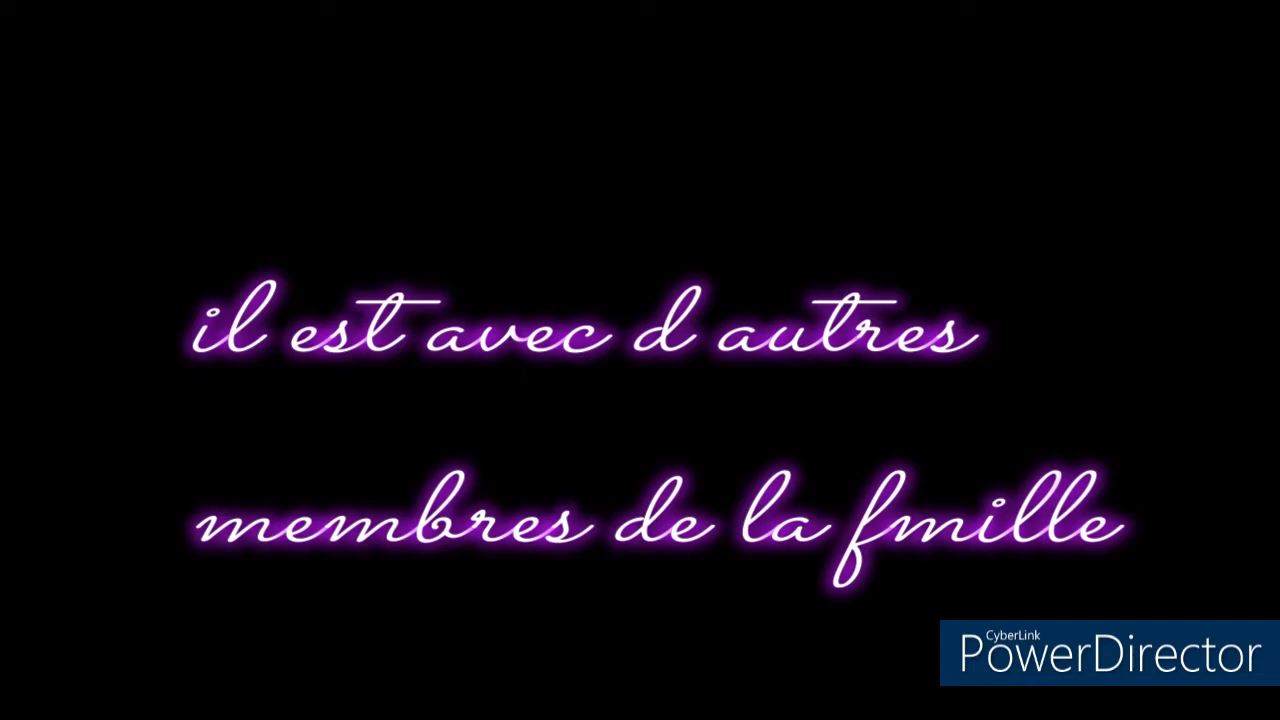 il est avec d autres
membres de la fmille
CyberLink
PowerDirector